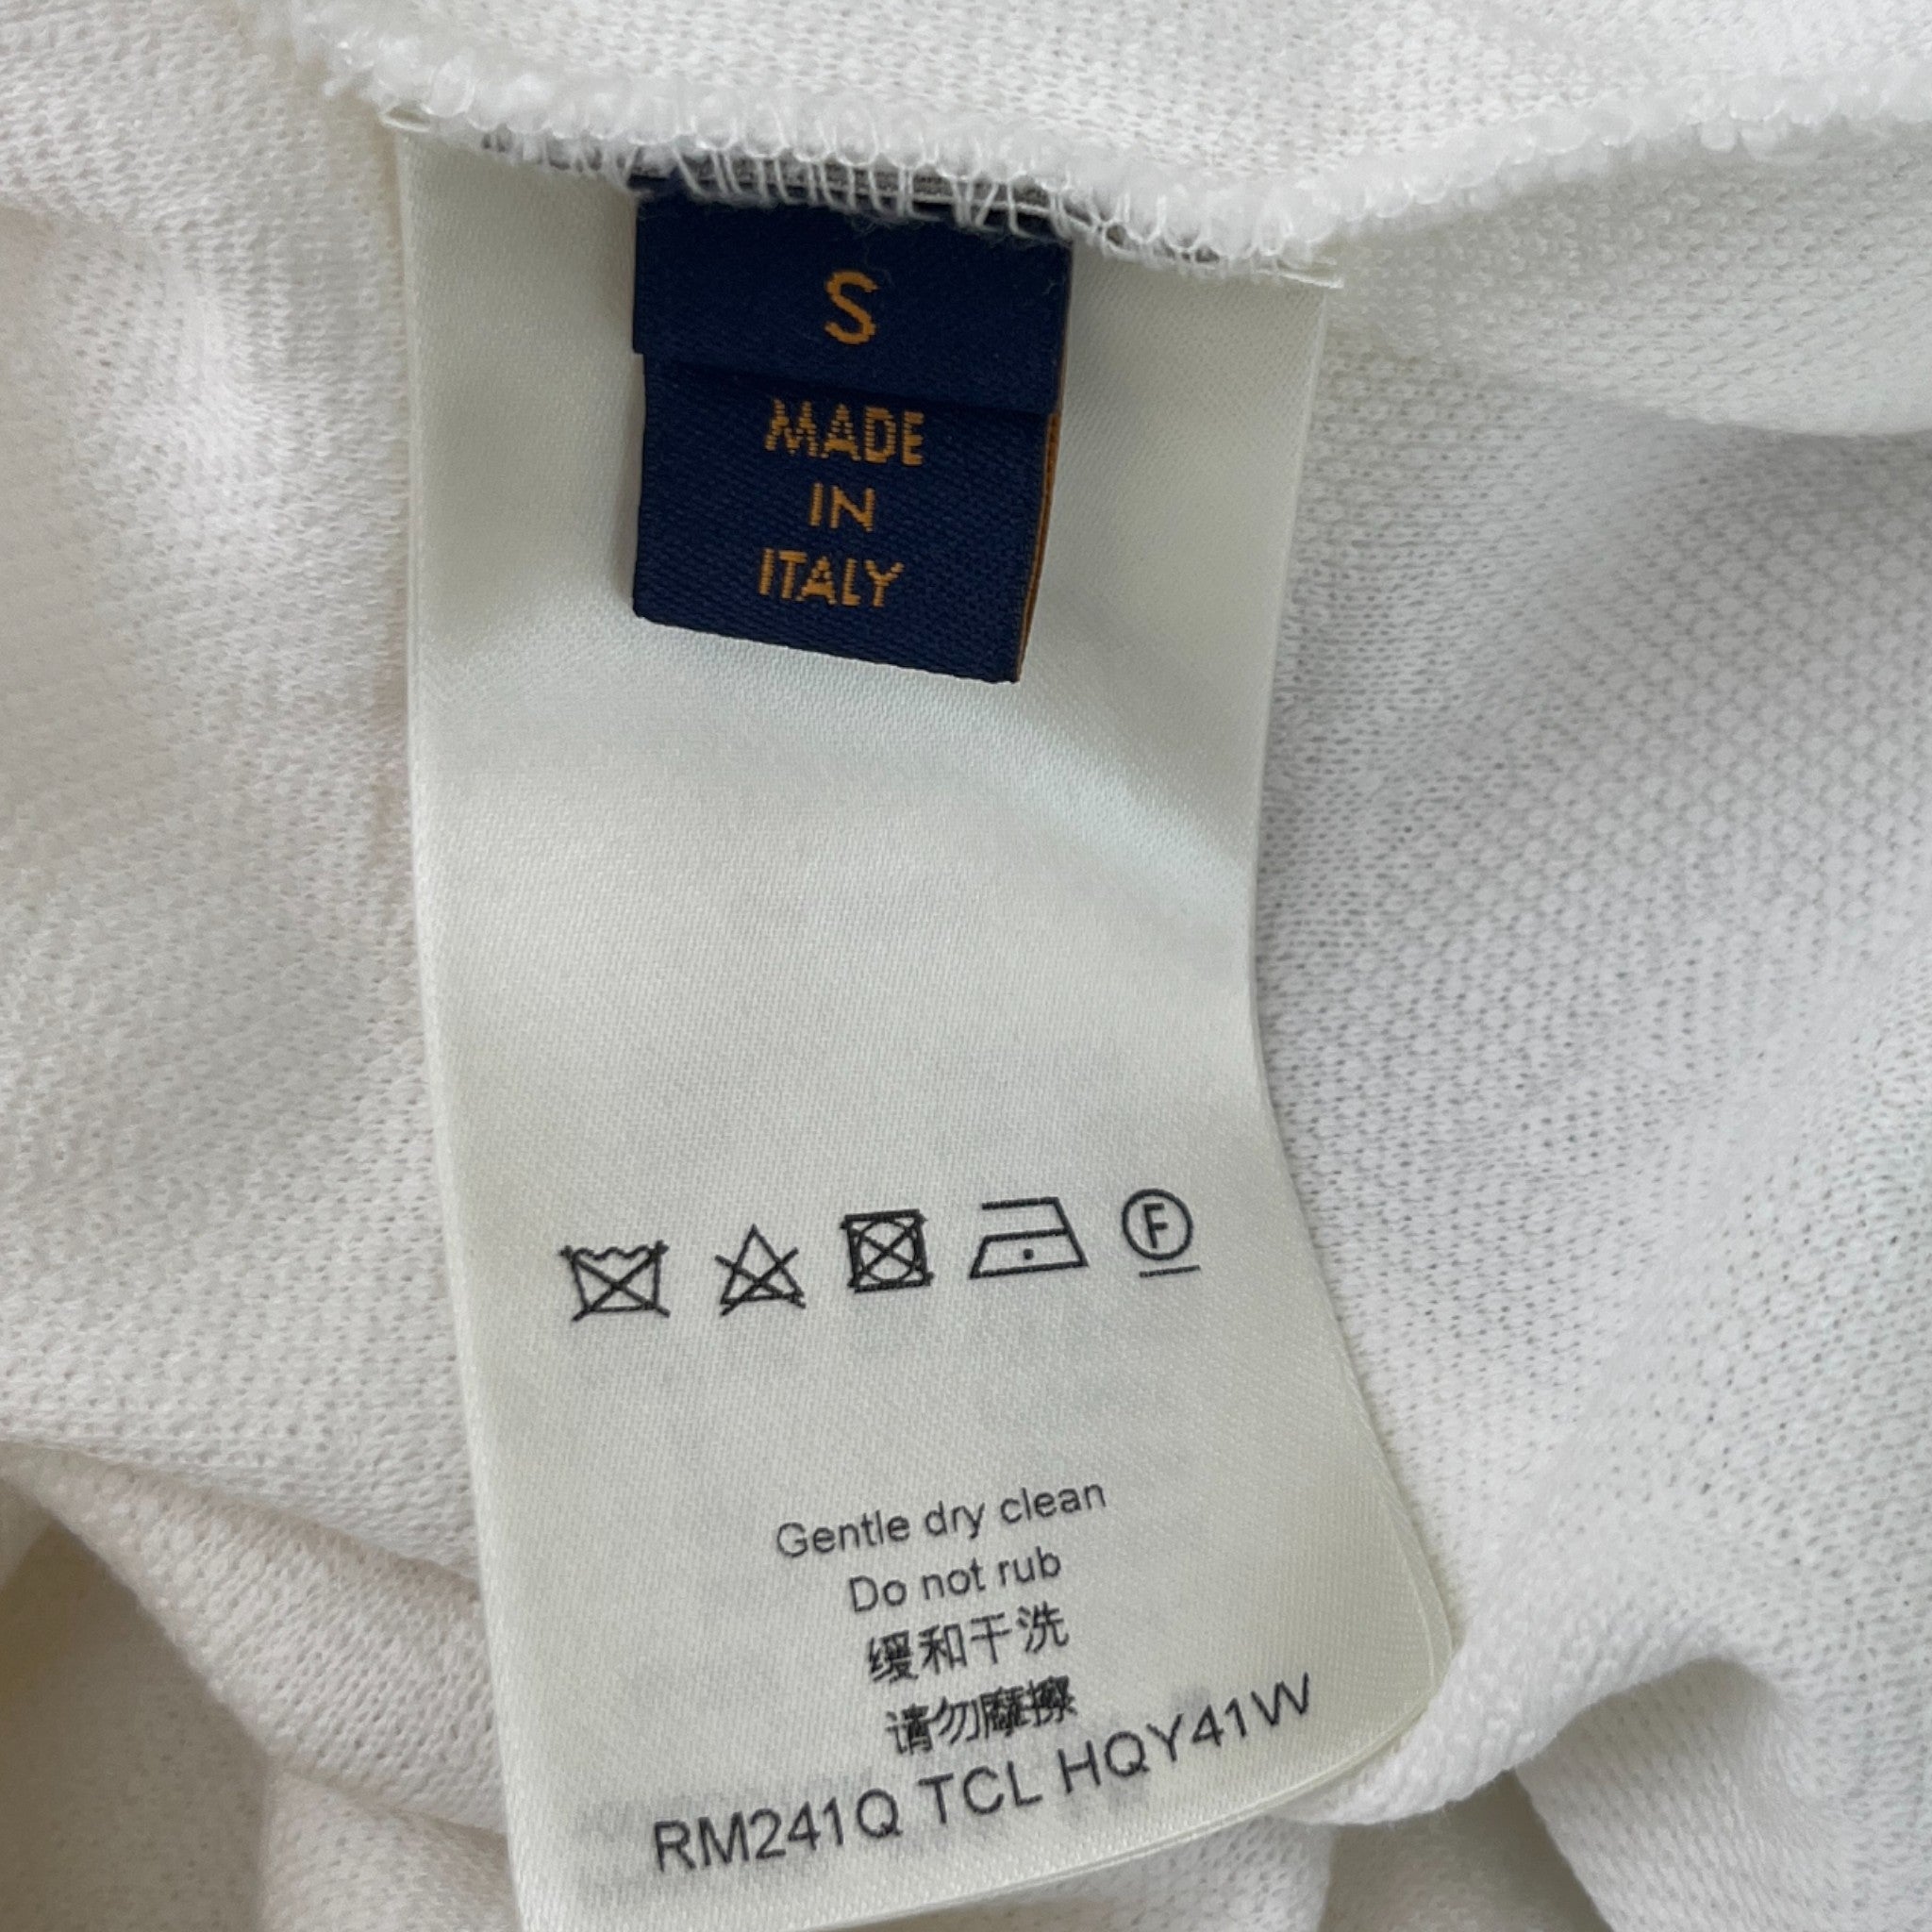 S
MADE
IN
ITALY
F
Gentle dry clean
Do not rub
缓和干洗
请勿摩擦
RM241Q TCL HQY41W